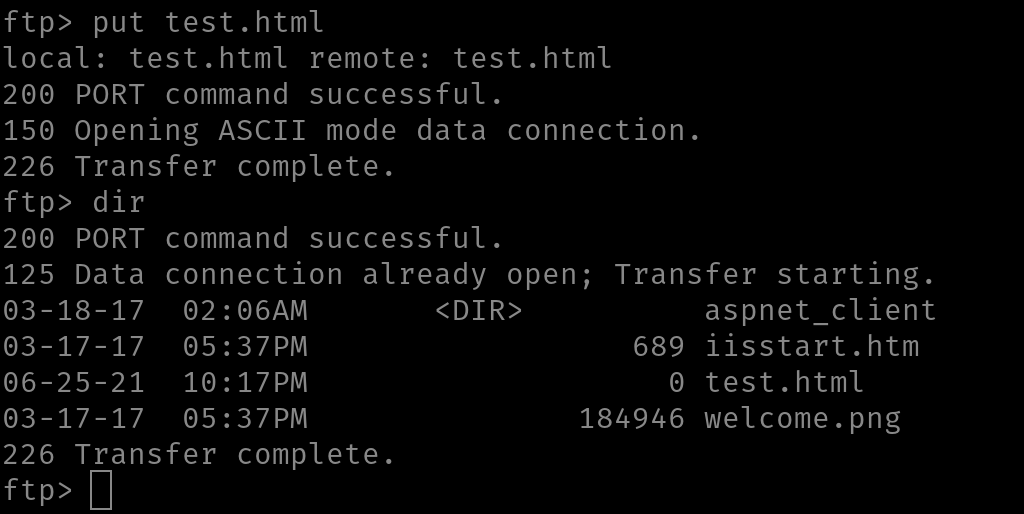 ftp> put test.html
local: test.html remote: test.html
200 PORT command successful.
150 Opening ASCII mode data connection.
226 Transfer complete.
ftp> dir
200 PORT command successful.
125 Data connection already open; Transfer starting.
03-18-17  02:06AM       <DIR>          aspnet_client
03-17-17  05:37PM                  689 iisstart.htm
06-25-21  10:17PM                    0 test.html
03-17-17  05:37PM               184946 welcome.png
226 Transfer complete.
ftp>